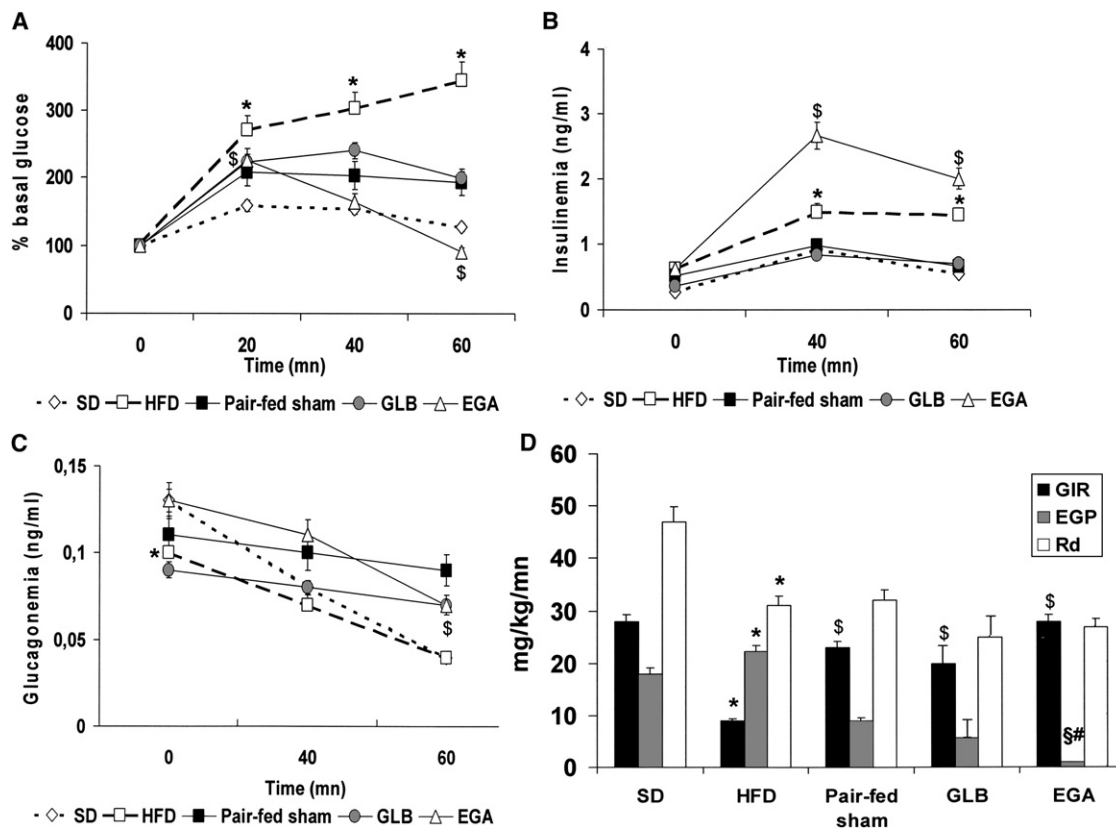 A
% basal glucose
400
300
200
100
0
* * *
$
$
0 20 40 60
Time (mn)
SD HFD Pair-fed sham GLB EGA
B
Insulinemia (ng/ml)
4
3
2
1
0
$ $
* *
0 40 60
Time (mn)
SD HFD Pair-fed sham GLB EGA
C
Glucagonemia (ng/ml)
0,15
0,1
0,05
0
*
$
0 40 60
Time (mn)
SD HFD Pair-fed sham GLB EGA
D
mg/kg/mn
60
50
40
30
20
10
0
GIR
EGP
Rd
* * *
$ $ $
§#
SD HFD Pair-fed GLB EGA
sham